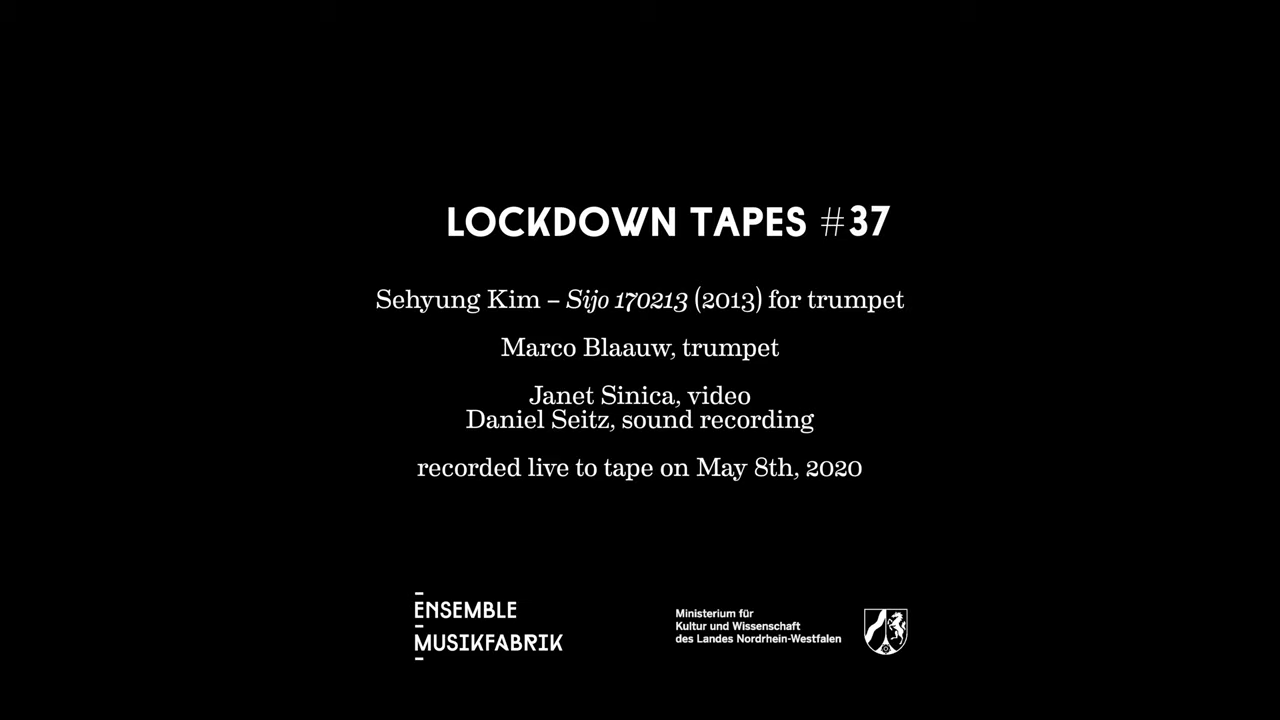 LOCKDOWN TAPES #37
Sehyung Kim – Sijo 170213 (2013) for trumpet
Marco Blaauw, trumpet
Janet Sinica, video
Daniel Seitz, sound recording
recorded live to tape on May 8th, 2020
ENSEMBLE
MUSIKFABRIK
Ministerium für
Kultur und Wissenschaft
des Landes Nordrhein-Westfalen